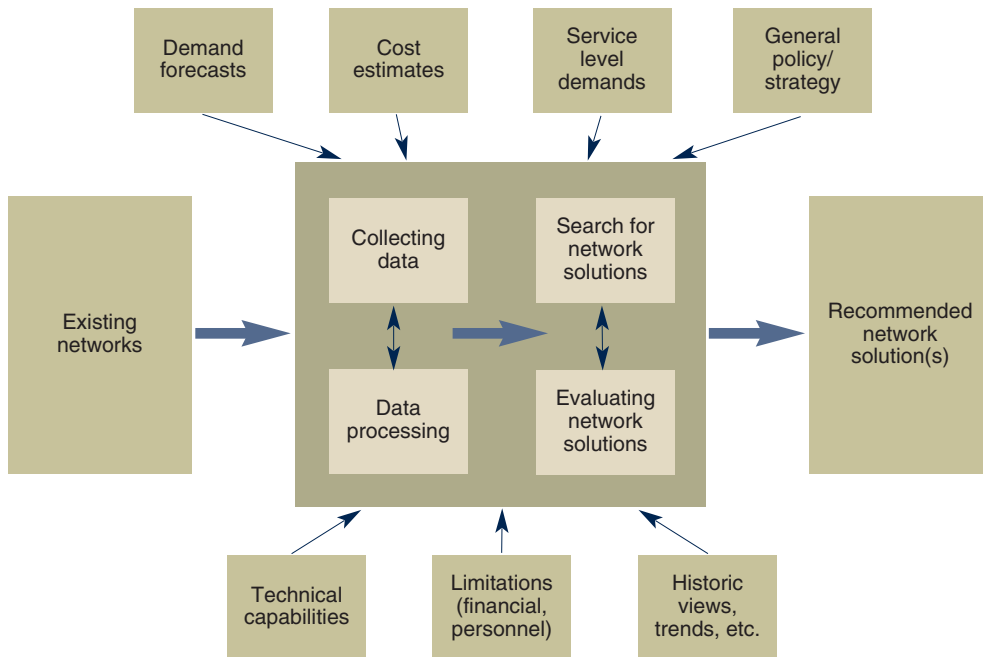 Demand
forecasts
Cost
estimates
Service
level
demands
General
policy/
strategy
Existing
networks
Collecting
data
Data
processing
Search for
network
solutions
Evaluating
network
solutions
Recommended
network
solution(s)
Technical
capabilities
Limitations
(financial,
personnel)
Historic
views,
trends, etc.